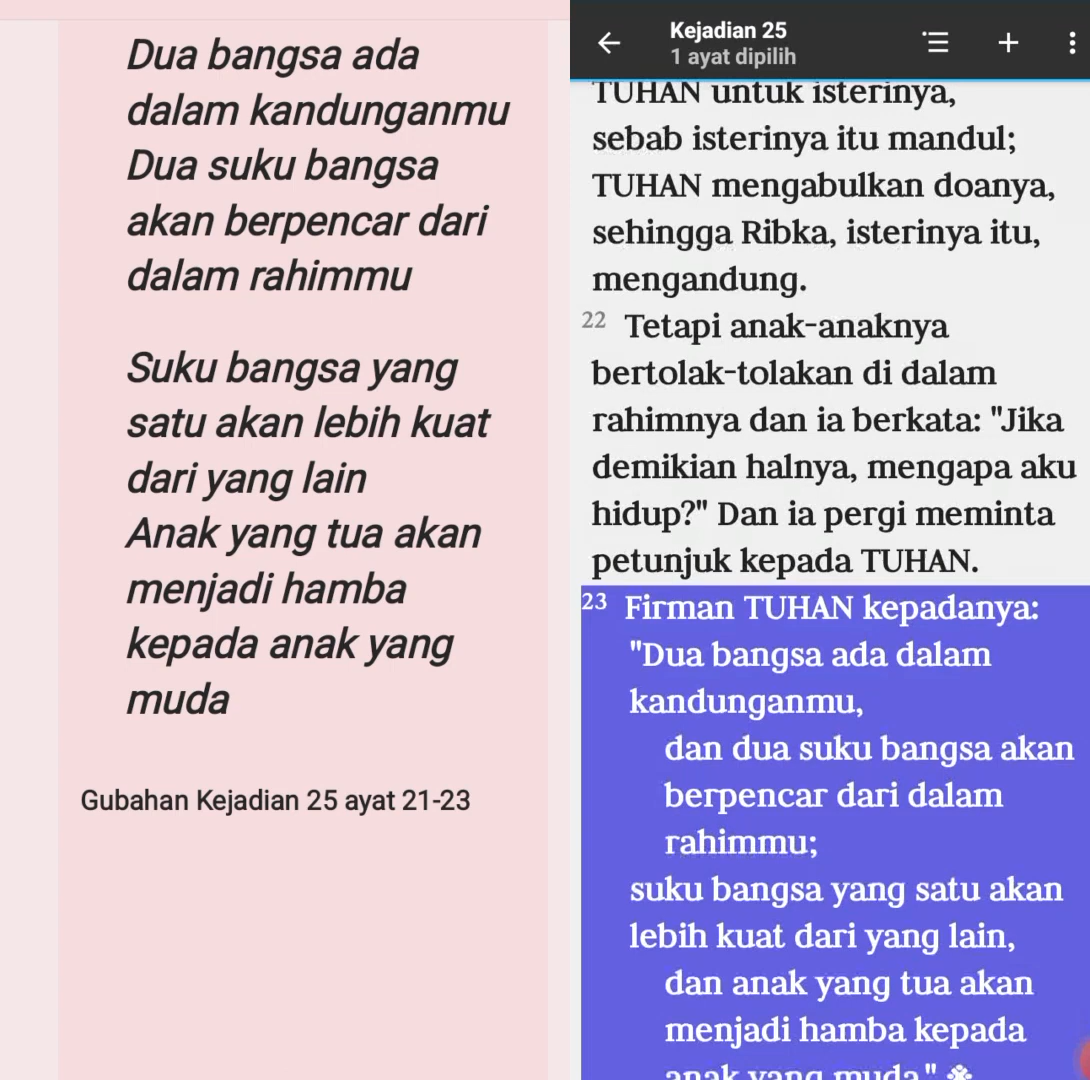 Dua bangsa ada
dalam kandunganmu
Dua suku bangsa
akan berpencar dari
dalam rahimmu
Suku bangsa yang
satu akan lebih kuat
dari yang lain
Anak yang tua akan
menjadi hamba
kepada anak yang
muda
Gubahan Kejadian 25 ayat 21-23
Kejadian 25
1 ayat dipilih
TUHAN untuk isterinya,
sebab isterinya itu mandul;
TUHAN mengabulkan doanya,
sehingga Ribka, isterinya itu,
mengandung.
22 Tetapi anak-anaknya
bertolak-tolakan di dalam
rahimnya dan ia berkata: "Jika
demikian halnya, mengapa aku
hidup?" Dan ia pergi meminta
petunjuk kepada TUHAN.
23 Firman TUHAN kepadanya:
"Dua bangsa ada dalam
kandunganmu,
dan dua suku bangsa akan
berpencar dari dalam
rahimmu;
suku bangsa yang satu akan
lebih kuat dari yang lain,
dan anak yang tua akan
menjadi hamba kepada
anak yang muda."